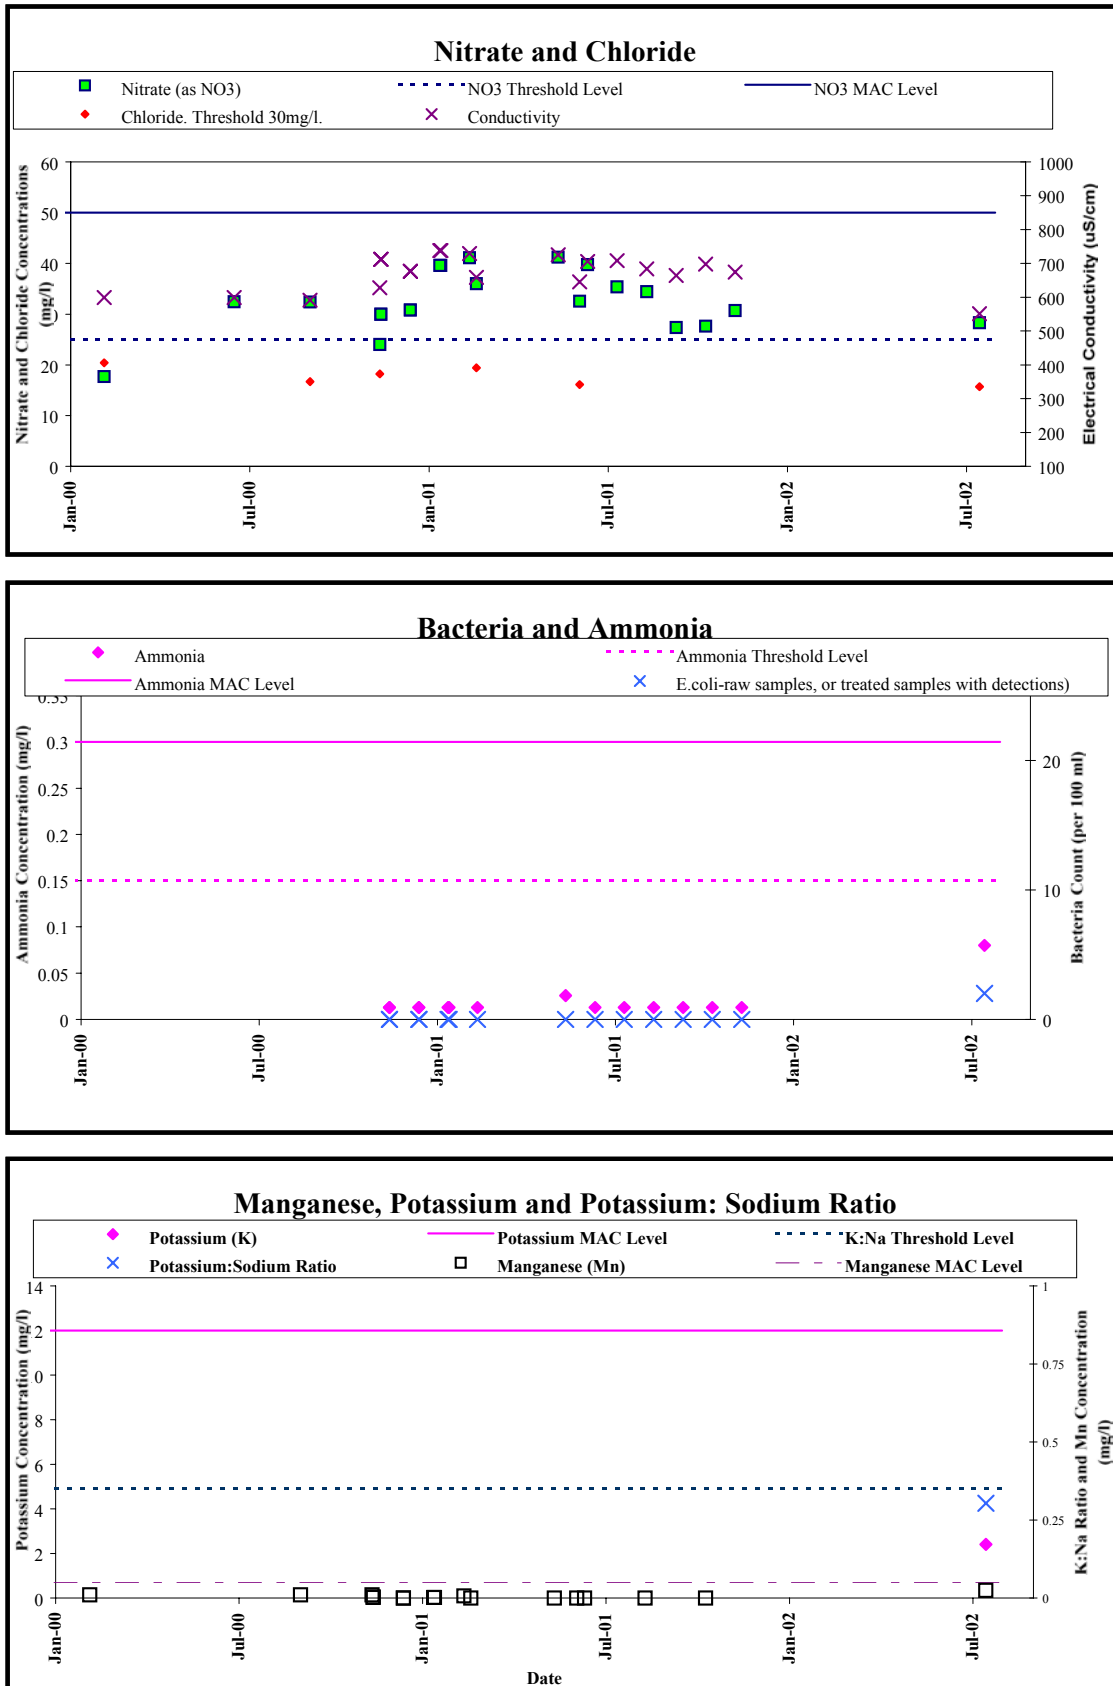 Nitrate and Chloride
Nitrate (as NO3)
NO3 Threshold Level
NO3 MAC Level
Chloride. Threshold 30mg/l.
Conductivity
Nitrate and Chloride Concentrations
(mg/l)
60
50
40
30
20
10
0
1000
900
800
700
600
500
400
300
200
100
Electrical Conductivity (uS/cm)
Jan-00
Jul-00
Jan-01
Jul-01
Jan-02
Jul-02
Bacteria and Ammonia
Ammonia
Ammonia Threshold Level
Ammonia MAC Level
E.coli-raw samples, or treated samples with detections)
Ammonia Concentration (mg/l)
0.35
0.3
0.25
0.2
0.15
0.1
0.05
0
20
10
0
Bacteria Count (per 100 ml)
Jan-00
Jul-00
Jan-01
Jul-01
Jan-02
Jul-02
Manganese, Potassium and Potassium: Sodium Ratio
Potassium (K)
Potassium MAC Level
K:Na Threshold Level
Potassium:Sodium Ratio
Manganese (Mn)
Manganese MAC Level
Potassium Concentration (mg/l)
14
2
0
8
6
4
2
0
1
0.75
0.5
0.25
0
K:Na Ratio and Mn Concentration
(mg/l)
Jan-00
Jul-00
Jan-01
Jul-01
Jan-02
Jul-02
Date